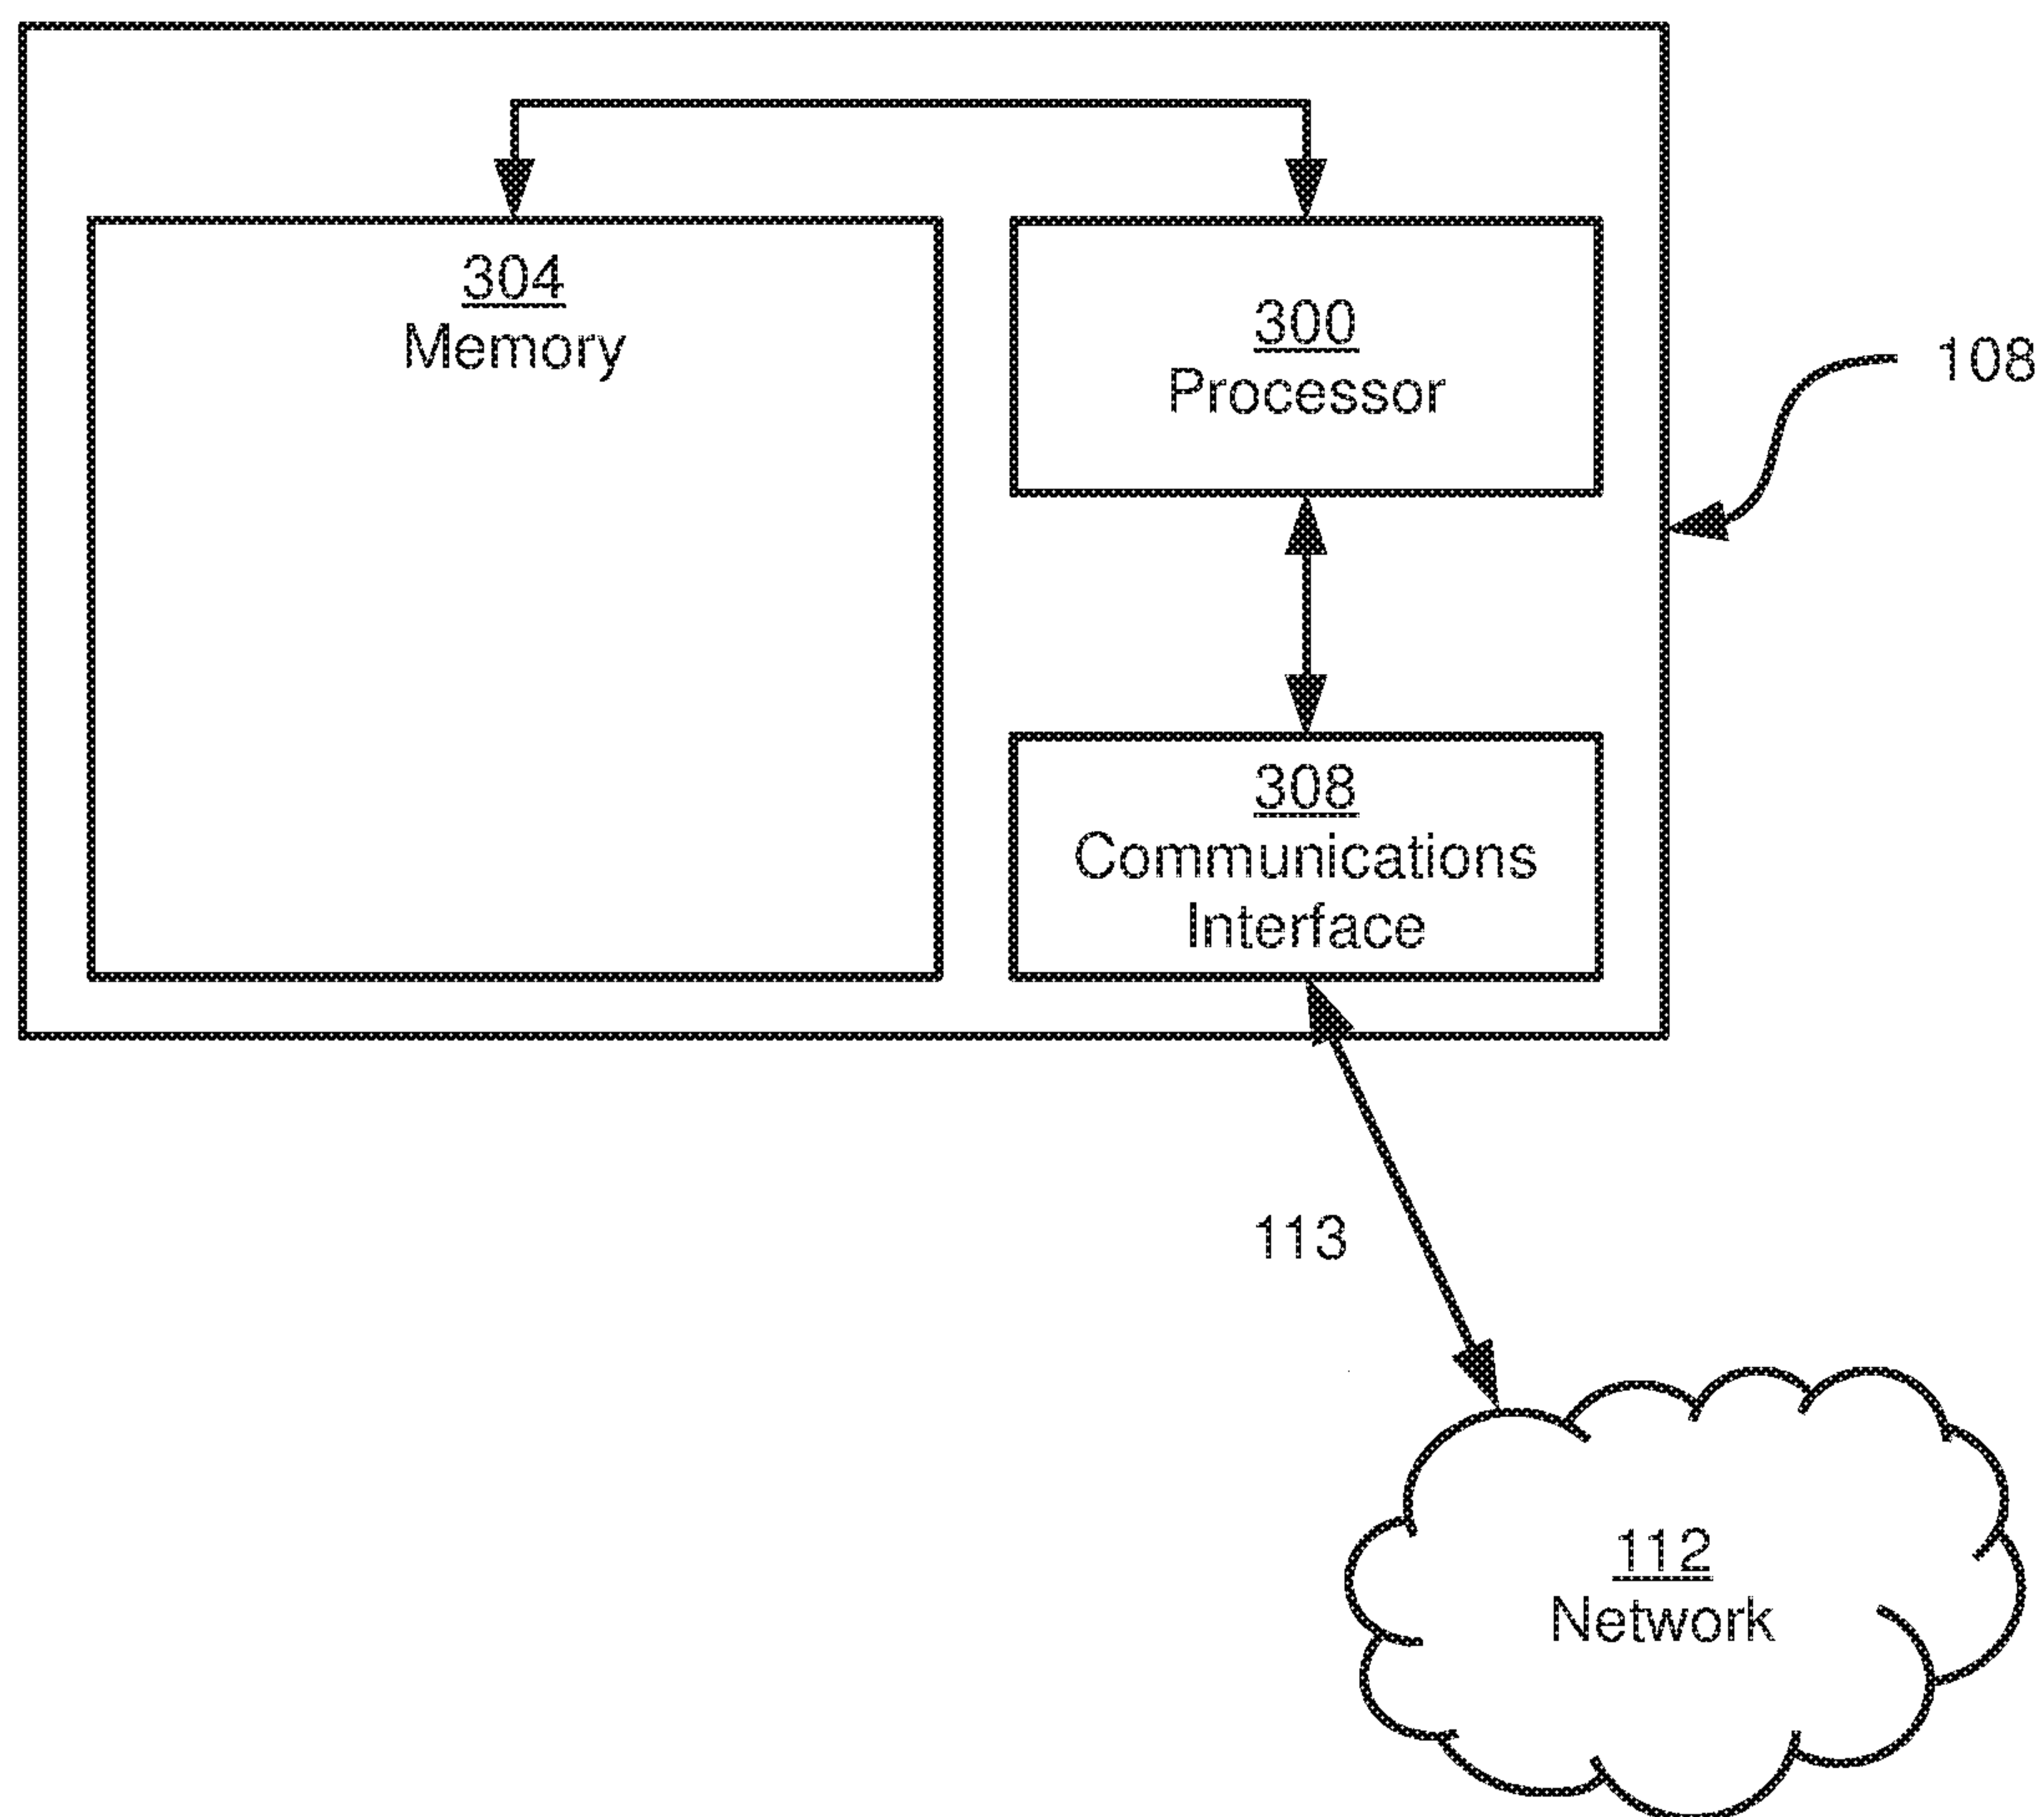 304
Memory
300
Processor
108
308
Communications
Interface
113
112
Network